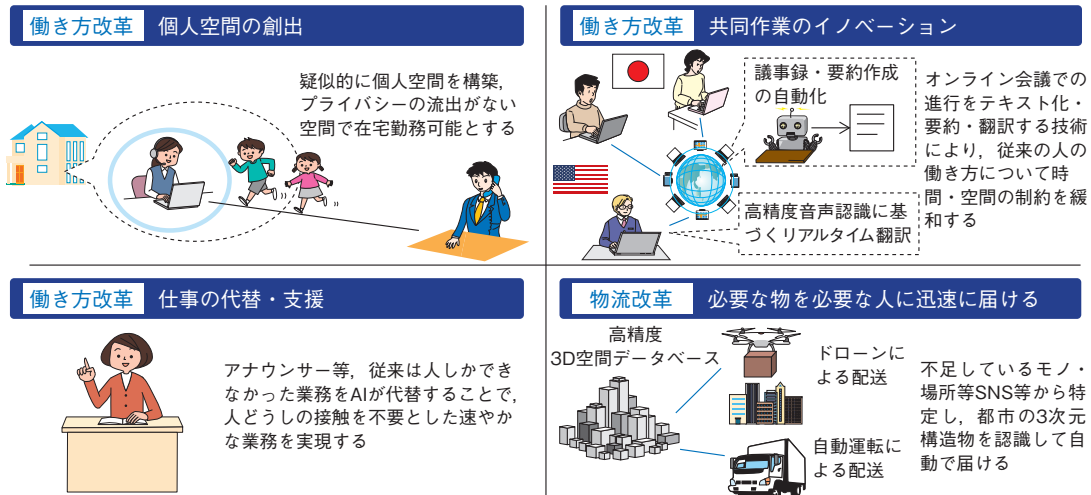 働き方改革 個人空間の創出
疑似的に個人空間を構築,
プライバシーの流出がない
空間で在宅勤務可能とする
働き方改革 共同作業のイノベーション
議事録・要約作成
の自動化
オンライン会議での
進行をテキスト化・
要約・翻訳する技術
により,従来の人の
働き方について時
間・空間の制約を緩
和する
高精度音声認識に基
づくリアルタイム翻訳
働き方改革 仕事の代替・支援
アナウンサー等,従来は人しかでき
なかった業務をAIが代替することで,
人どうしの接触を不要とした速やか
な業務を実現する
物流改革 必要な物を必要な人に迅速に届ける
高精度
3D空間データベース
ドローンに
よる配送
自動運転に
よる配送
不足しているモノ・
場所等SNS等から特
定し,都市の3次元
構造物を認識して自
動で届ける